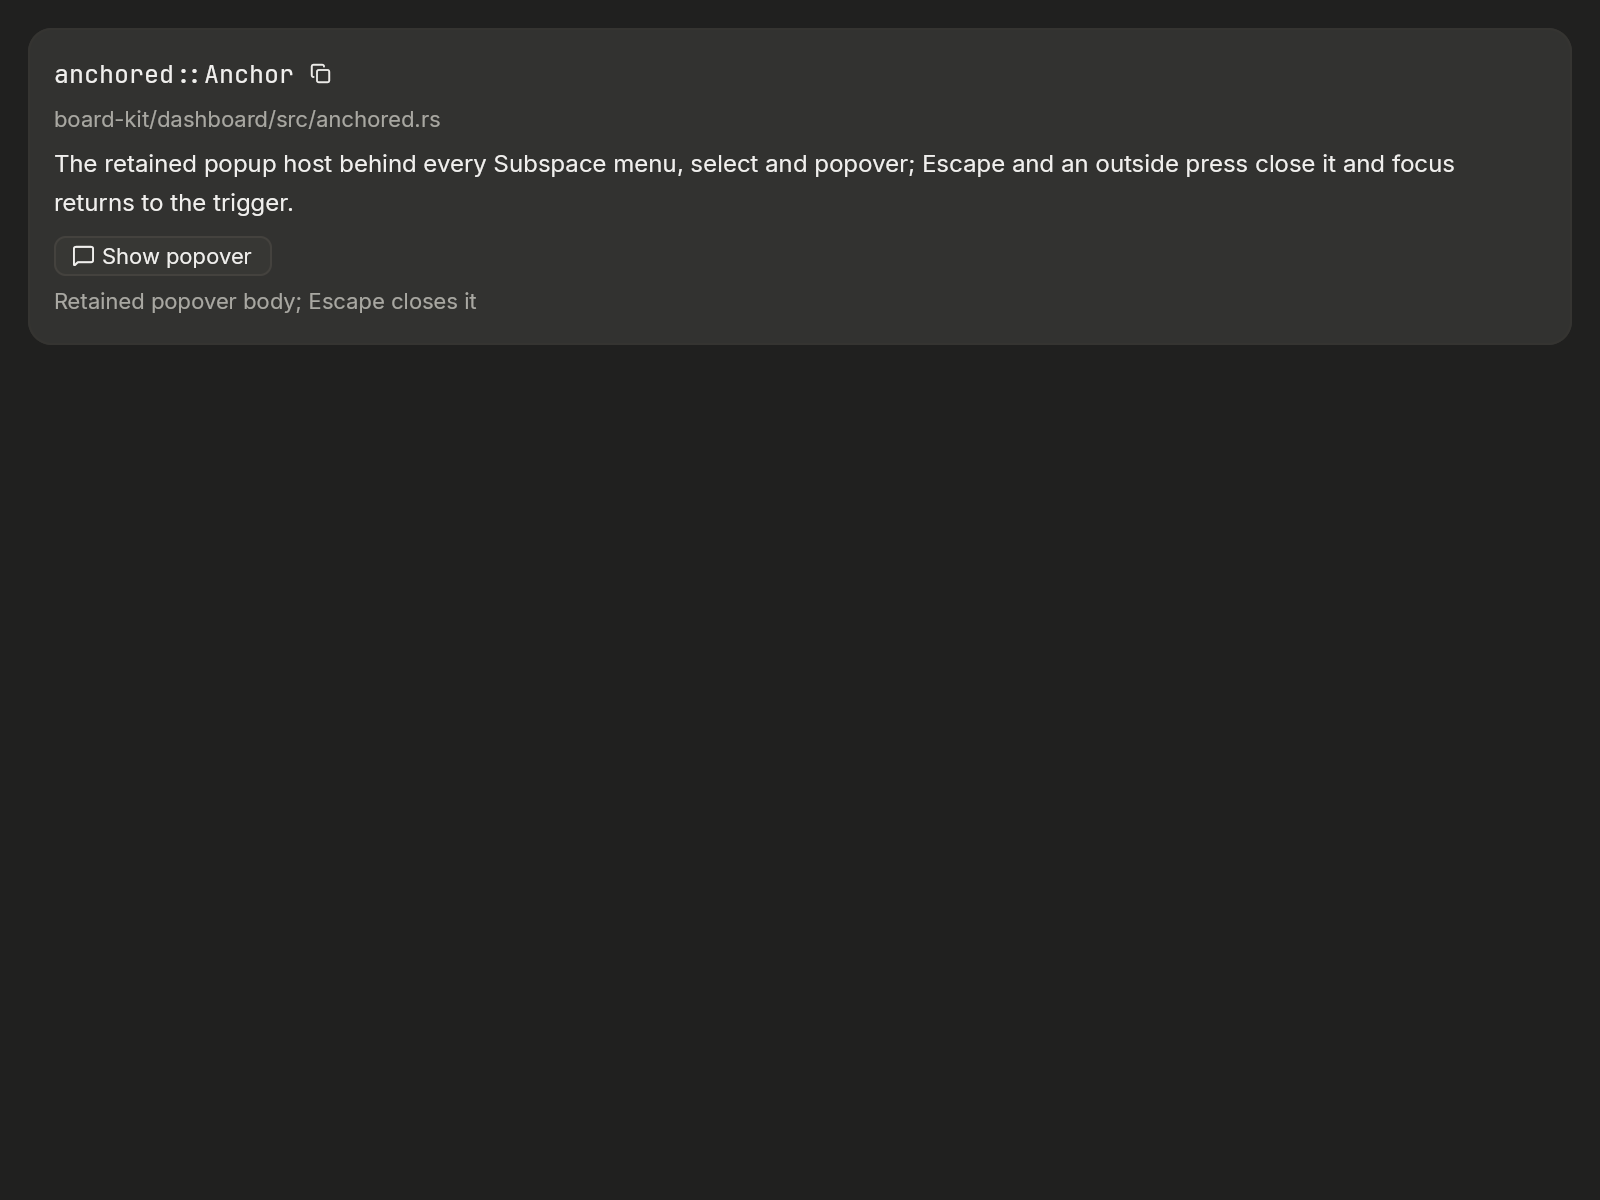 anchored::Anchor
board-kit/dashboard/src/anchored.rs
The retained popup host behind every Subspace menu, select and popover; Escape and an outside press close it and focus
returns to the trigger.
Show popover
Retained popover body; Escape closes it